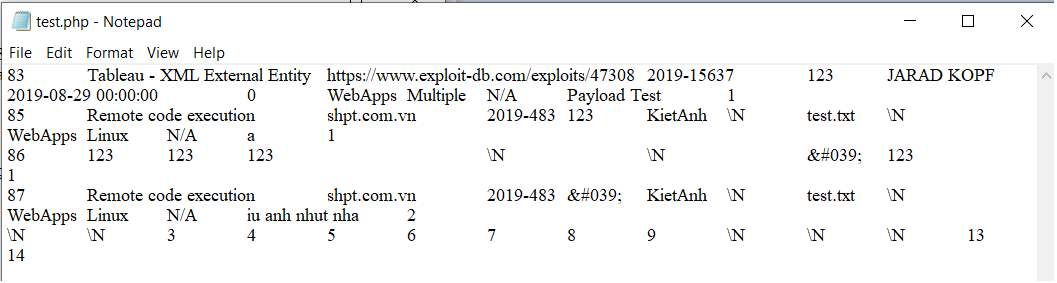 test.php - Notepad
File Edit Format View Help
83 Tableau - XML External Entity https://www.exploit-db.com/exploits/47308 2019-15637 123 JARAD KOPF
2019-08-29 00:00:00 0 WebApps Multiple N/A Payload Test 1
85 Remote code execution shpt.com.vn 2019-483 123 KietAnh \N test.txt \N
WebApps Linux N/A a 1
86 123 123 123 \N \N &#039; 123
1
87 Remote code execution shpt.com.vn 2019-483 &#039; KietAnh \N test.txt \N
WebApps Linux N/A iu anh nhut nha 2
\N \N 3 4 5 6 7 8 9 \N \N \N 13
14